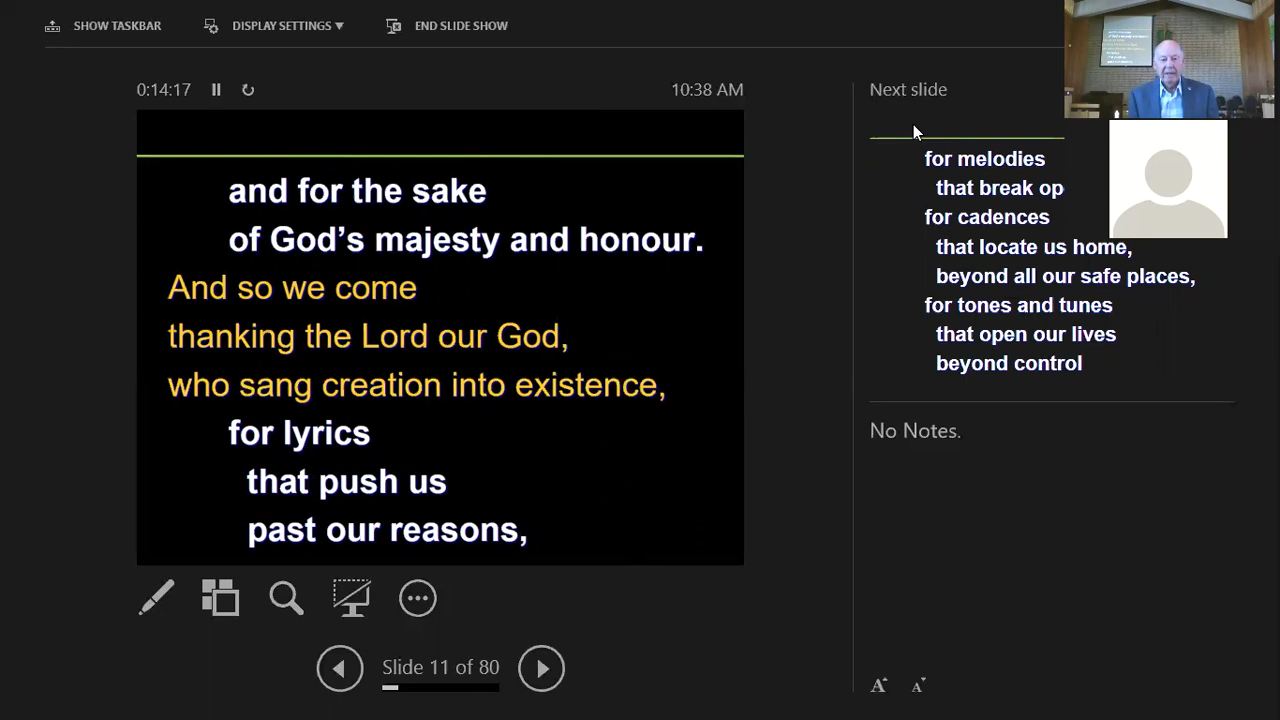 SHOW TASKBAR
DISPLAY SETTINGS
END SLIDE SHOW
0:14:17
10:38 AM
and for the sake
of God's majesty and honour.
And so we come
thanking the Lord our God,
who sang creation into existence,
for lyrics
that push us
past our reasons,
Slide 11 of 80
Next slide
for melodies
that break op
for cadences
that locate us home,
beyond all our safe places,
for tones and tunes
that open our lives
beyond control
No Notes.
A A